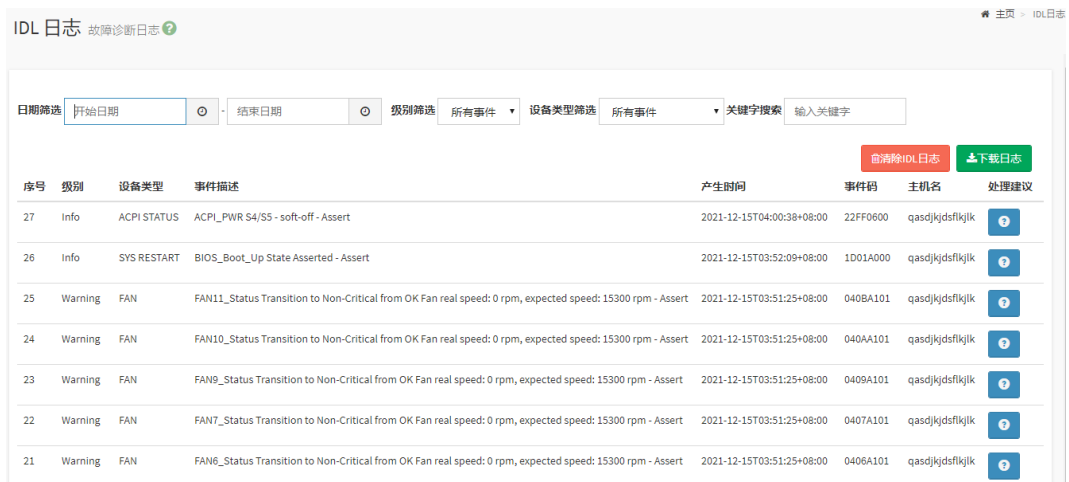 主页 > IDL日志
IDL 日志 故障诊断日志
日期筛选 开始日期 - 结束日期 级别筛选 所有事件 设备类型筛选 所有事件 关键字搜索 输入关键字
清除IDL日志 下载日志
序号 级别 设备类型 事件描述 产生时间 事件码 主机名 处理建议
27 Info ACPI STATUS ACPI_PWR S4/S5 - soft-off - Assert 2021-12-15T04:00:38+08:00 22FF0600 qasdjkjdsflkjlk
26 Info SYS RESTART BIOS_Boot_Up State Asserted - Assert 2021-12-15T03:52:09+08:00 1D01A000 qasdjkjdsflkjlk
25 Warning FAN FAN11_Status Transition to Non-Critical from OK Fan real speed: 0 rpm, expected speed: 15300 rpm - Assert 2021-12-15T03:51:25+08:00 040BA101 qasdjkjdsflkjlk
24 Warning FAN FAN10_Status Transition to Non-Critical from OK Fan real speed: 0 rpm, expected speed: 15300 rpm - Assert 2021-12-15T03:51:25+08:00 040AA101 qasdjkjdsflkjlk
23 Warning FAN FAN9_Status Transition to Non-Critical from OK Fan real speed: 0 rpm, expected speed: 15300 rpm - Assert 2021-12-15T03:51:25+08:00 0409A101 qasdjkjdsflkjlk
22 Warning FAN FAN7_Status Transition to Non-Critical from OK Fan real speed: 0 rpm, expected speed: 15300 rpm - Assert 2021-12-15T03:51:25+08:00 0407A101 qasdjkjdsflkjlk
21 Warning FAN FAN6_Status Transition to Non-Critical from OK Fan real speed: 0 rpm, expected speed: 15300 rpm - Assert 2021-12-15T03:51:25+08:00 0406A101 qasdjkjdsflkjlk